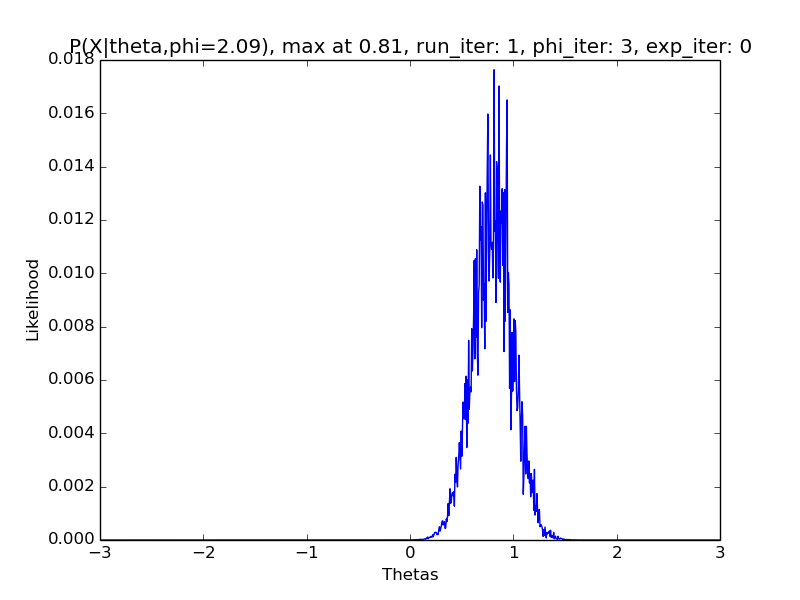 P(X|theta,phi=2.09), max at 0.81, run_iter: 1, phi_iter: 3, exp_iter: 0
0.018
0.016
0.014
0.012
0.010
0.008
0.006
0.004
0.002
0.000
Likelihood
−3 −2 −1 0 1 2 3
Thetas